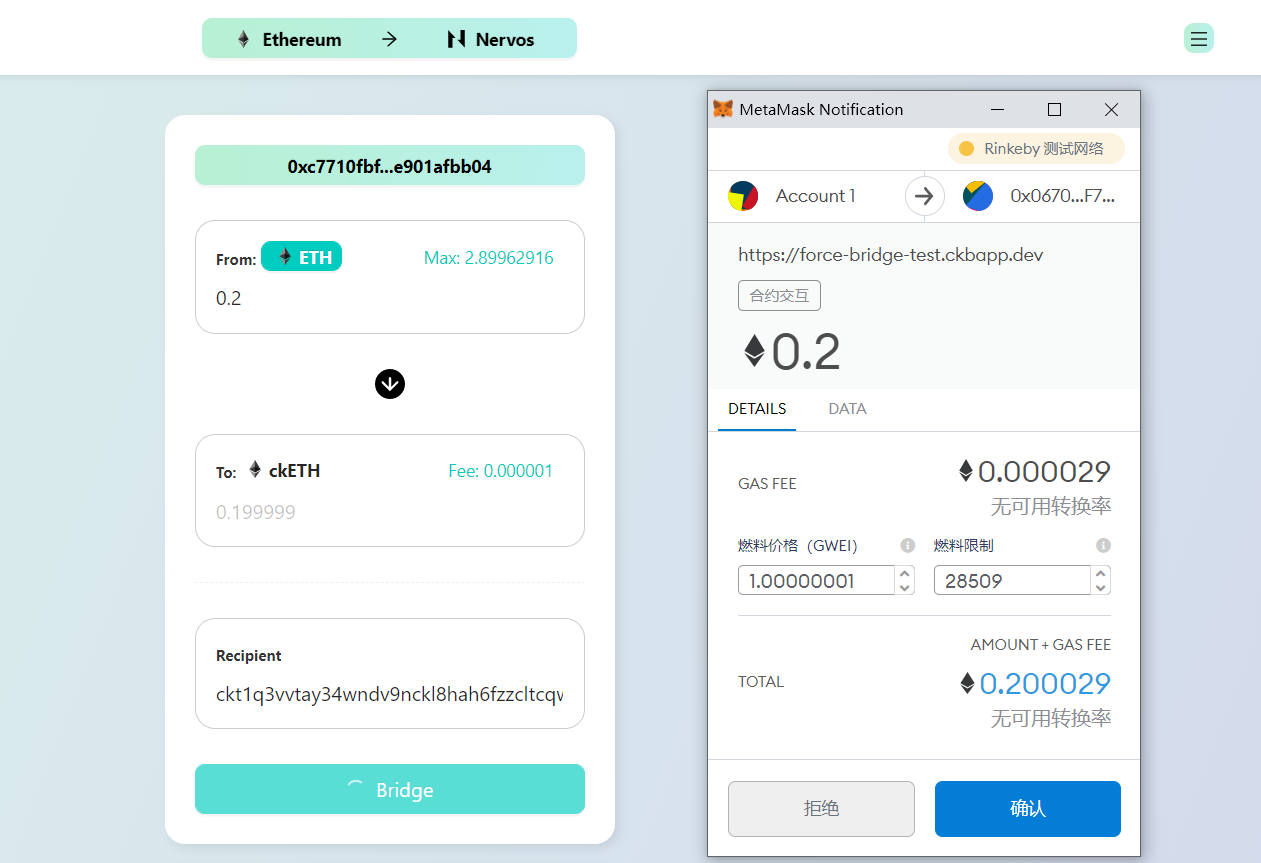 Ethereum → Nervos
0xc7710fbf...e901afbb04
From: ETH Max: 2.89962916
0.2
To: ckETH Fee: 0.000001
0.199999
Recipient
ckt1q3vvtay34wndv9nckl8hah6fzzcltcqv
Bridge
MetaMask Notification
Rinkeby 测试网络
Account 1 → 0x0670...F7...
https://force-bridge-test.ckbapp.dev
合约交互
0.2
DETAILS DATA
GAS FEE 0.000029
无可用转换率
燃料价格（GWEI） 燃料限制
1.00000001 28509
AMOUNT + GAS FEE
TOTAL 0.200029
无可用转换率
拒绝 确认